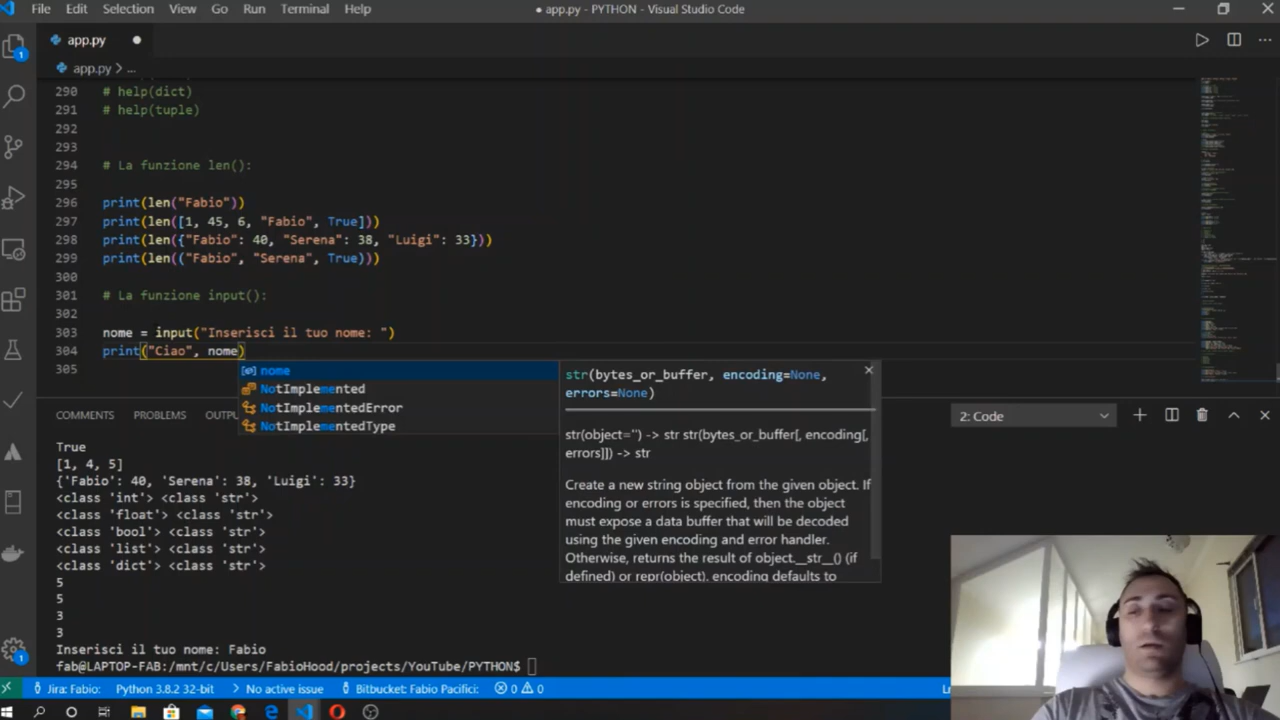 File Edit Selection View Go Run Terminal Help ● app.py - PYTHON - Visual Studio Code
app.py ●
app.py > ...
290 # help(dict)
291 # help(tuple)
292
293
294 # La funzione len():
295
296 print(len("Fabio"))
297 print(len([1, 45, 6, "Fabio", True]))
298 print(len({"Fabio": 40, "Serena": 38, "Luigi": 33}))
299 print(len(("Fabio", "Serena", True)))
300
301 # La funzione input():
302
303 nome = input("Inserisci il tuo nome: ")
304 print("Ciao", nome)
305
nome
NotImplemented
NotImplementedError
NotImplementedType
str(bytes_or_buffer, encoding=None,
errors=None)
str(object='') -> str str(bytes_or_buffer[, encoding[,
errors]]) -> str
Create a new string object from the given object. If
encoding or errors is specified, then the object
must expose a data buffer that will be decoded
using the given encoding and error handler.
Otherwise, returns the result of object.__str__() (if
defined) or repr(object). encoding defaults to
COMMENTS PROBLEMS OUTPU 2: Code
True
[1, 4, 5]
{'Fabio': 40, 'Serena': 38, 'Luigi': 33}
<class 'int'> <class 'str'>
<class 'float'> <class 'str'>
<class 'bool'> <class 'str'>
<class 'list'> <class 'str'>
<class 'dict'> <class 'str'>
5
5
3
3
Inserisci il tuo nome: Fabio
fab@LAPTOP-FAB:/mnt/c/Users/FabioHood/projects/YouTube/PYTHON$
Jira: Fabio: Python 3.8.2 32-bit > No active issue Bitbucket: Fabio Pacifici: 0 0 Ln
1
1